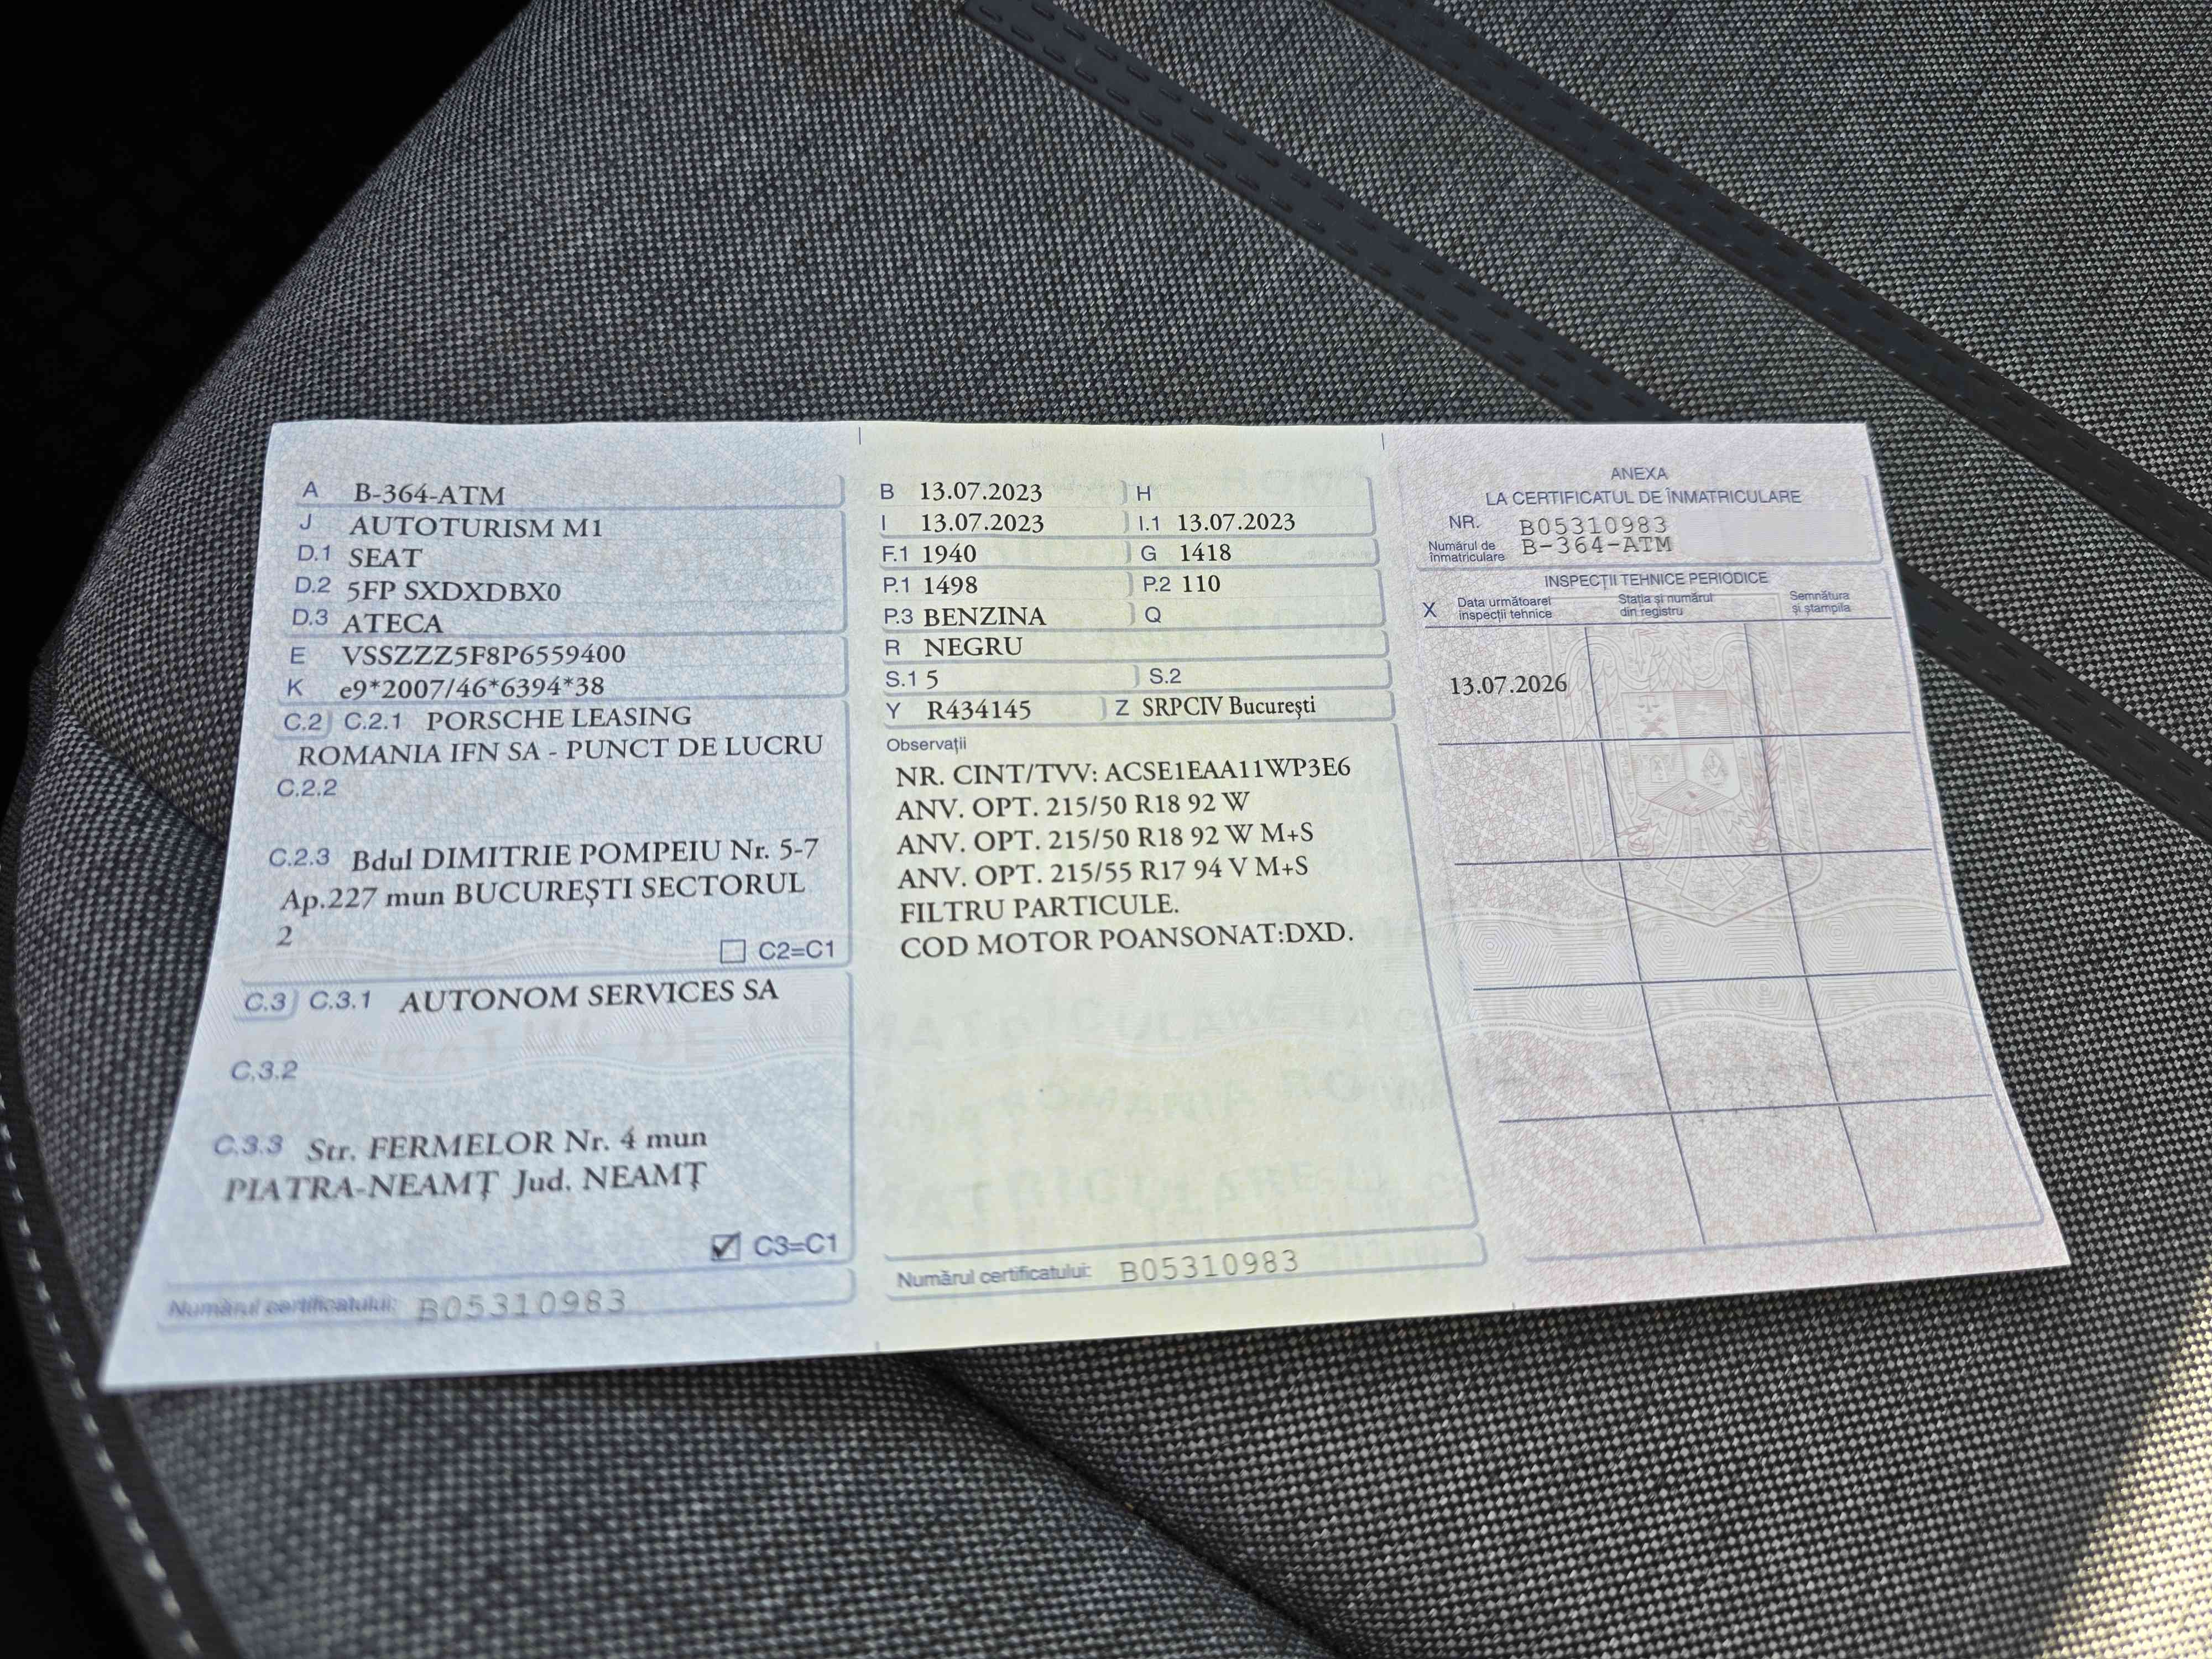 A B-364-ATM
J AUTOTURISM M1
D.1 SEAT
D.2 5FP SXDXDBX0
D.3 ATECA
E VSSZZZ5F8P6559400
K e9*2007/46*6394*38
C.2 C.2.1 PORSCHE LEASING
ROMANIA IFN SA - PUNCT DE LUCRU
C.2.2
C.2.3 Bdul DIMITRIE POMPEIU Nr. 5-7
Ap.227 mun BUCUREȘTI SECTORUL
2
C2=C1
C.3 C.3.1 AUTONOM SERVICES SA
C.3.2
C.3.3 Str. FERMELOR Nr. 4 mun
PIATRA-NEAMȚ Jud. NEAMȚ
C3=C1
Numărul certificatului: B05310983
B 13.07.2023 H
I 13.07.2023 I.1 13.07.2023
F.1 1940 G 1418
P.1 1498 P.2 110
P.3 BENZINA Q
R NEGRU
S.1 5 S.2
Y R434145 Z SRPCIV București
Observații
NR. CINT/TVV: ACSE1EAA11WP3E6
ANV. OPT. 215/50 R18 92 W
ANV. OPT. 215/50 R18 92 W M+S
ANV. OPT. 215/55 R17 94 V M+S
FILTRU PARTICULE.
COD MOTOR POANSONAT:DXD.
Numărul certificatului: B05310983
ANEXA
LA CERTIFICATUL DE ÎNMATRICULARE
NR. B05310983
Numărul de înmatriculare B-364-ATM
INSPECȚII TEHNICE PERIODICE
X Data următoarei inspecții tehnice Stația și numărul din registru Semnătura și ștampila
13.07.2026